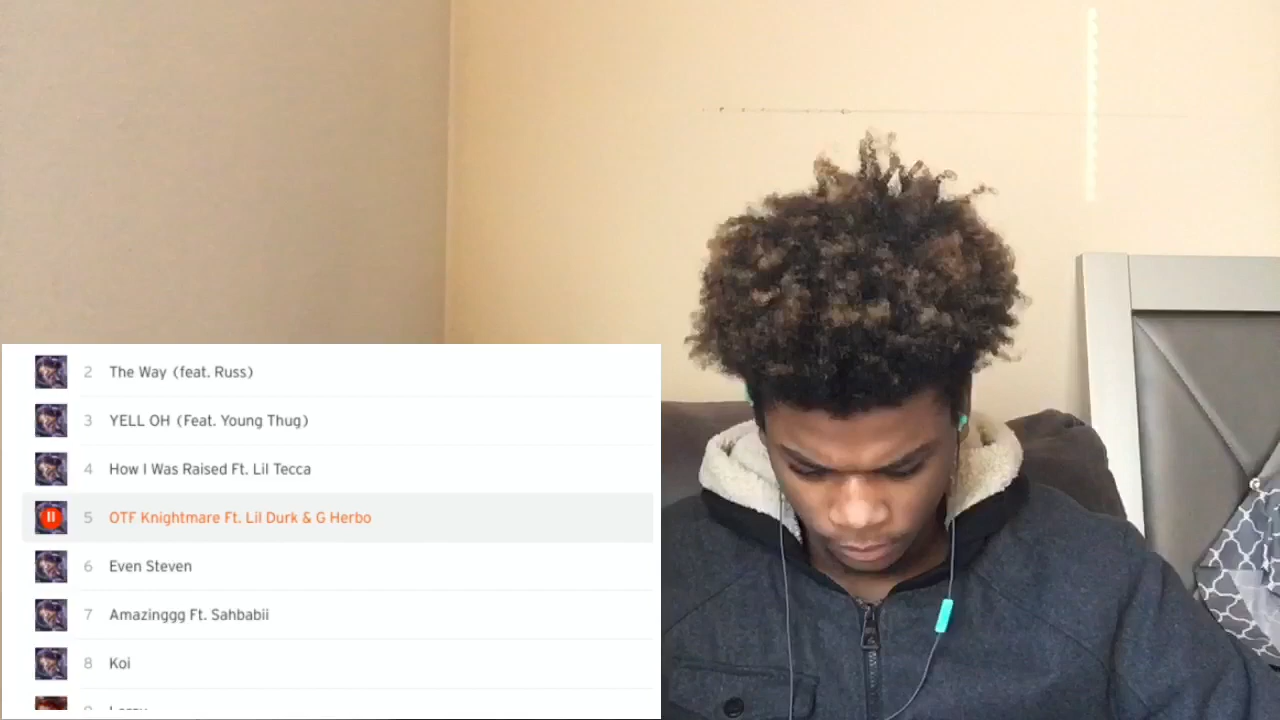 2 The Way (feat. Russ)
3 YELL OH (Feat. Young Thug)
4 How I Was Raised Ft. Lil Tecca
5 OTF Knightmare Ft. Lil Durk & G Herbo
6 Even Steven
7 Amazinggg Ft. Sahbabii
8 Koi